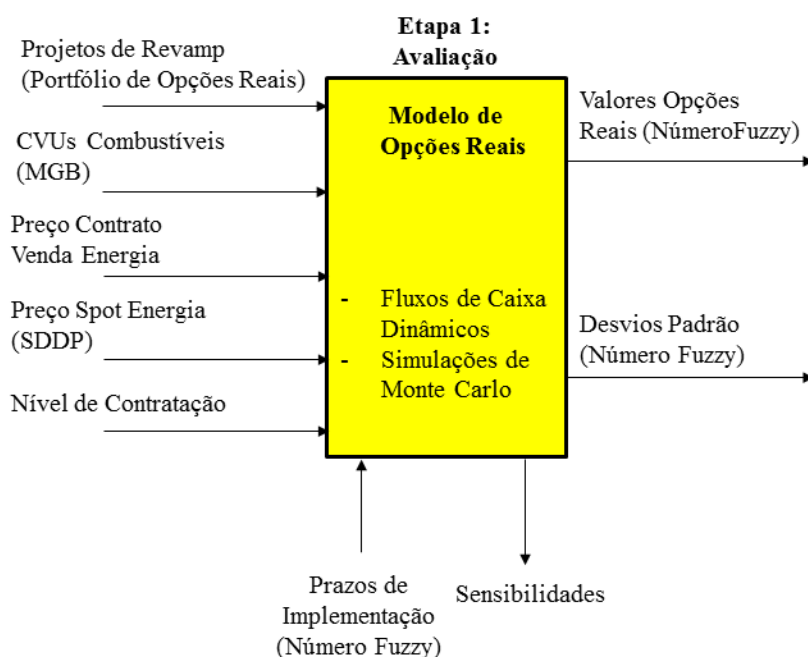 Etapa 1:
Avaliação
Projetos de Revamp
(Portfólio de Opções Reais)
CVUs Combustíveis
(MGB)
Preço Contrato
Venda Energia
Preço Spot Energia
(SDDP)
Nível de Contratação
Modelo de
Opções Reais
- Fluxos de Caixa
Dinâmicos
- Simulações de
Monte Carlo
Valores Opções
Reais (NúmeroFuzzy)
Desvios Padrão
(Número Fuzzy)
Prazos de
Implementação
(Número Fuzzy)
Sensibilidades